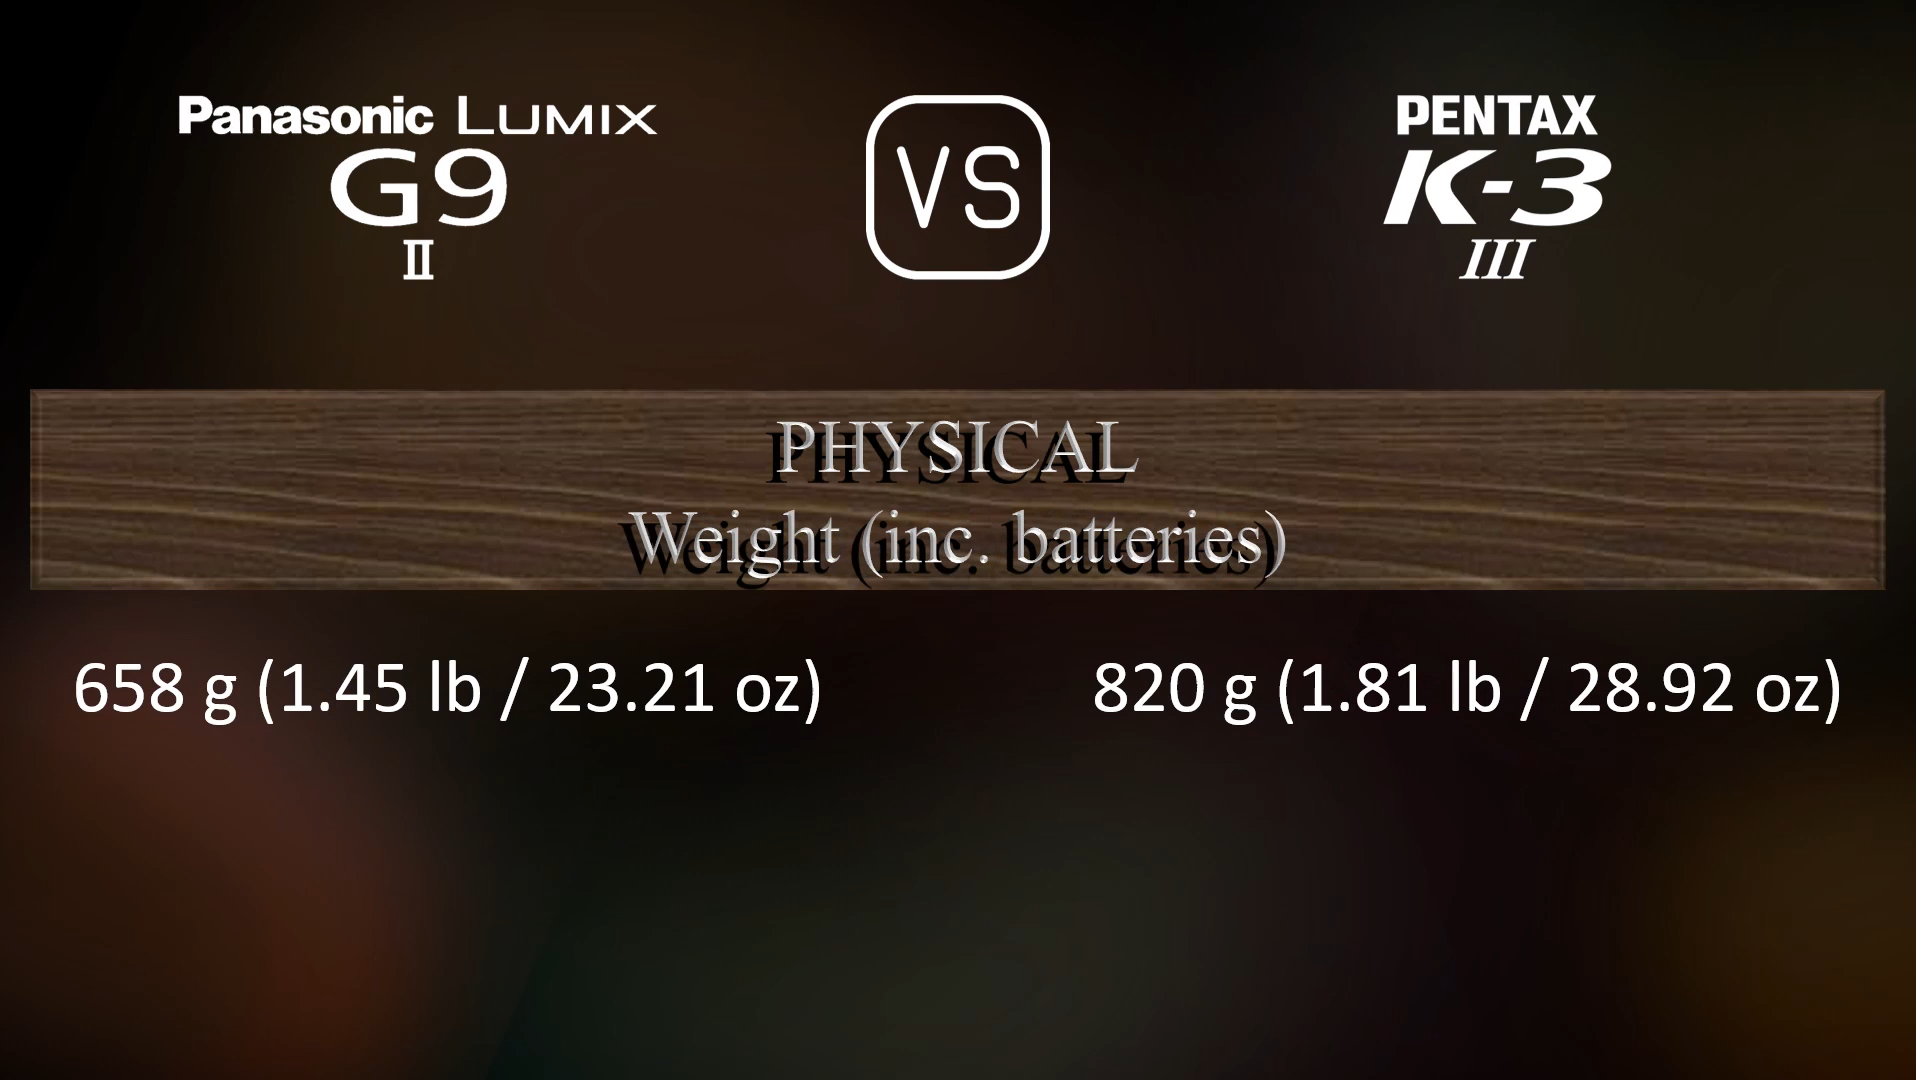 Panasonic LUMIX
G9
II
VS
PENTAX
K-3
III
PHYSICAL
Weight (inc. batteries)
658 g (1.45 lb / 23.21 oz)
820 g (1.81 lb / 28.92 oz)